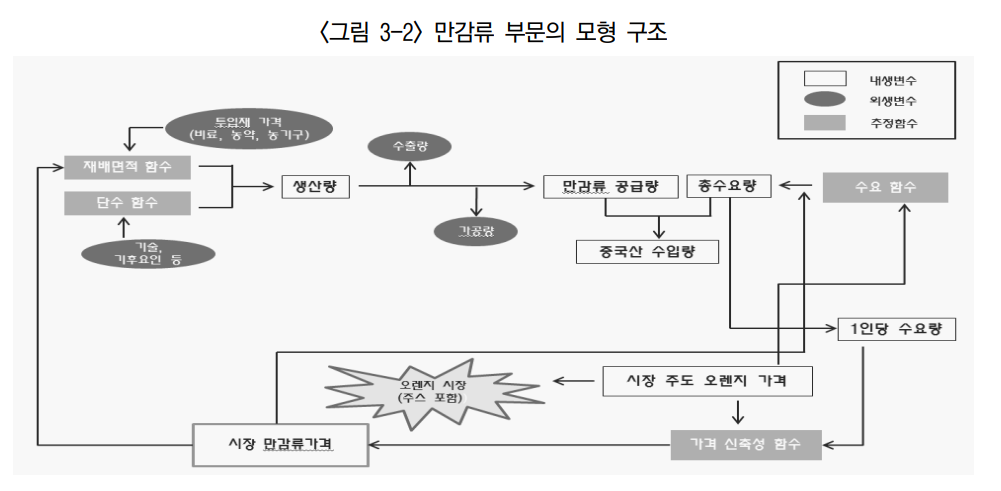 <그림 3-2> 만감류 부문의 모형 구조
내생변수
외생변수
추정함수
투입재 가격
(비료, 농약, 농기구)
수출량
재배면적 함수
생산량
만감류 공급량
총수요량
수요 함수
단수 함수
가공량
기술,
기후요인 등
중국산 수입량
1인당 수요량
오렌지 시장
(주스 포함)
시장 주도 오렌지 가격
시장 만감류가격
가격 신축성 함수